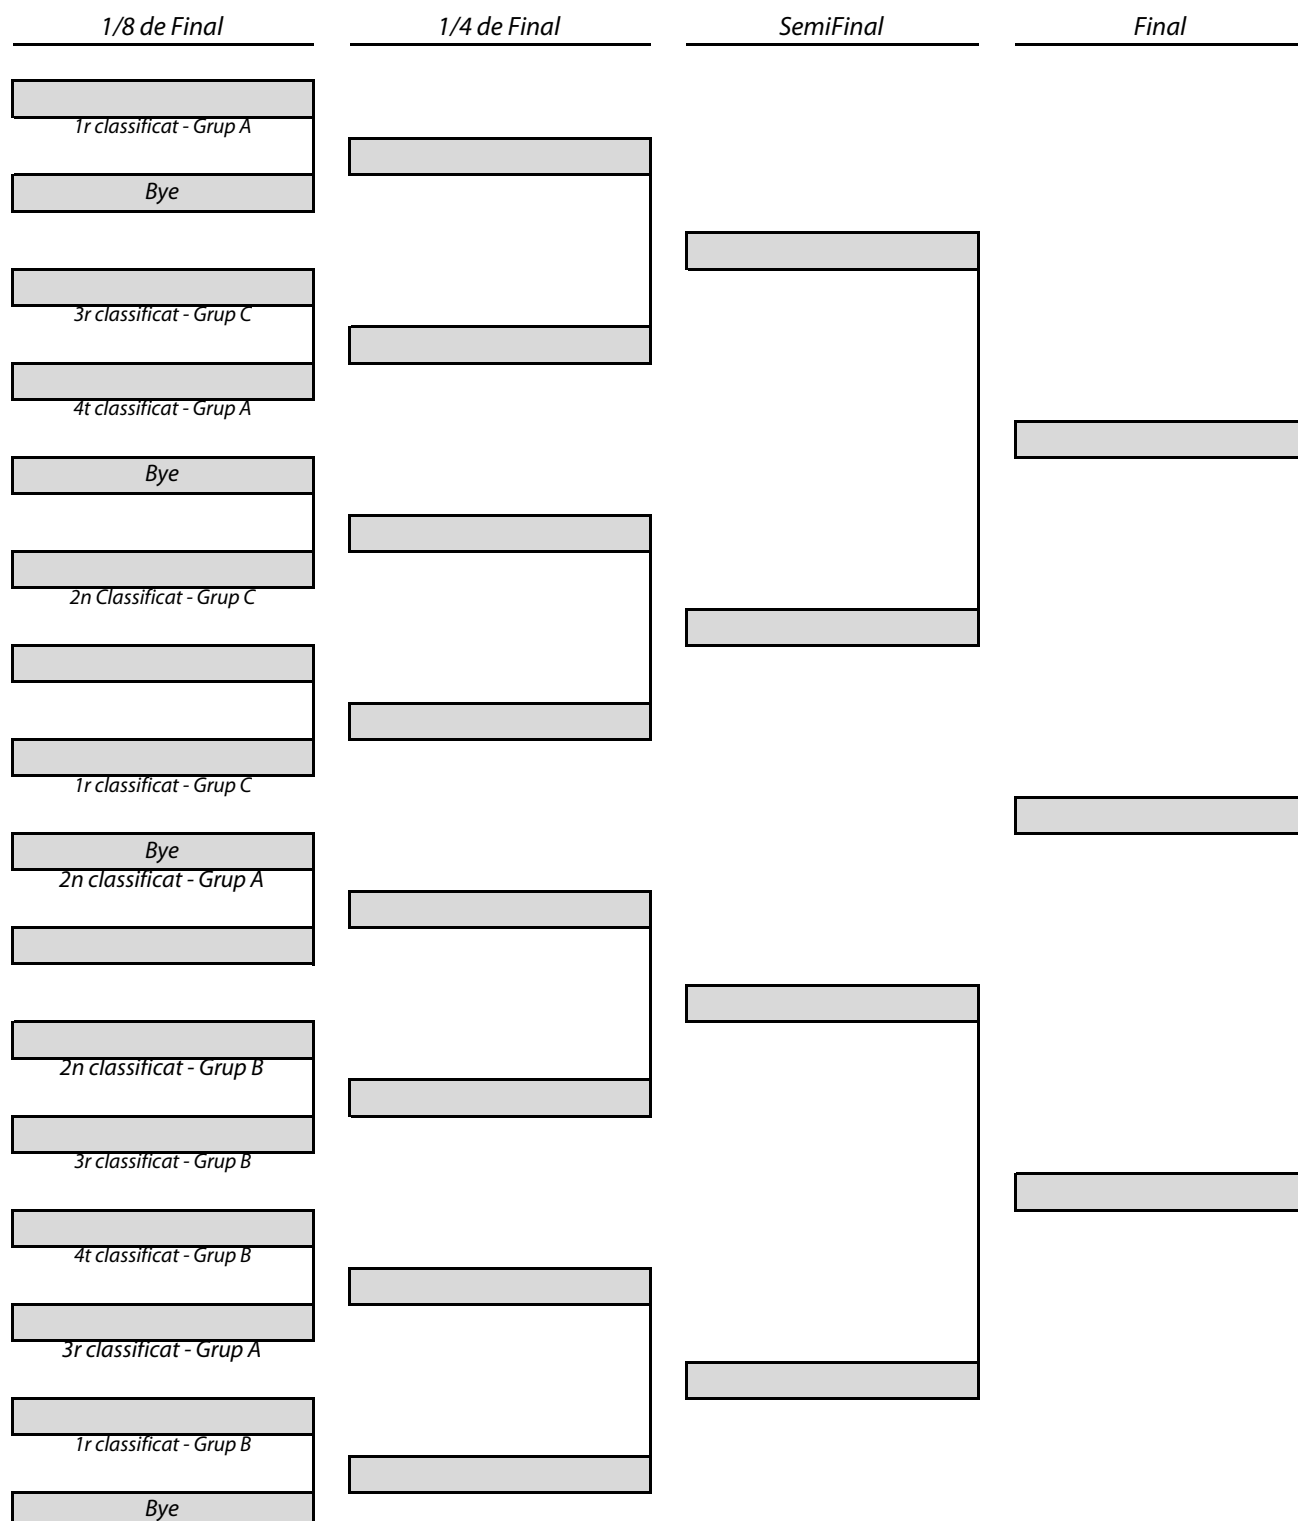 1/8 de Final
1/4 de Final
SemiFinal
Final
1r classificat - Grup A
Bye
3r classificat - Grup C
4t classificat - Grup A
Bye
2n Classificat - Grup C
1r classificat - Grup C
Bye
2n classificat - Grup A
2n classificat - Grup B
3r classificat - Grup B
4t classificat - Grup B
3r classificat - Grup A
1r classificat - Grup B
Bye